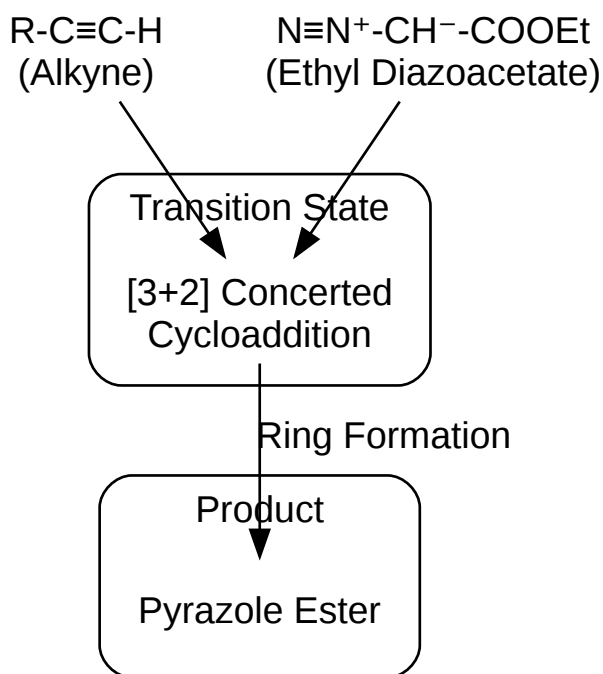 R-C≡C-H
(Alkyne)
N≡N⁺-CH⁻-COOEt
(Ethyl Diazoacetate)
Transition State
[3+2] Concerted
Cycloaddition
Ring Formation
Product
Pyrazole Ester